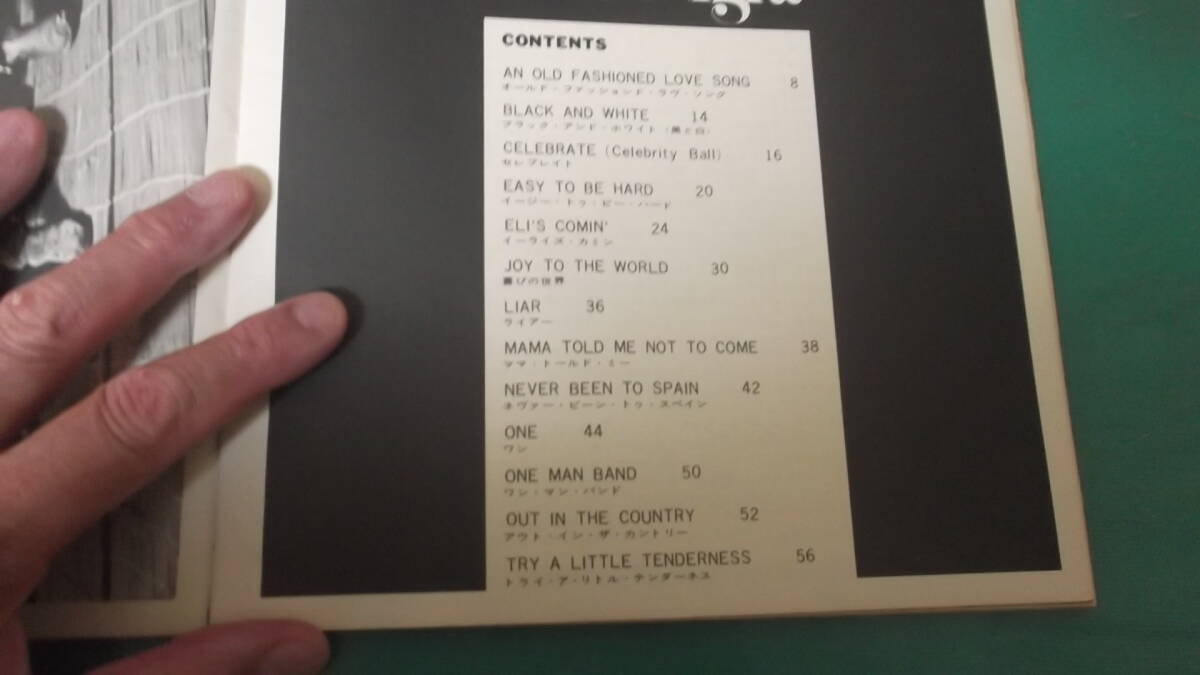 CONTENTS
AN OLD FASHIONED LOVE SONG 8
オールド・ファッションド・ラヴ・ソング
BLACK AND WHITE 14
ブラック・アンド・ホワイト (黒と白)
CELEBRATE (Celebrity Ball) 16
セレブレイト
EASY TO BE HARD 20
イージー・トゥ・ビー・ハード
ELI'S COMIN' 24
イーライズ・カミン
JOY TO THE WORLD 30
喜びの世界
LIAR 36
ライアー
MAMA TOLD ME NOT TO COME 38
ママ・トールド・ミー
NEVER BEEN TO SPAIN 42
ネヴァー・ビーン・トゥ・スペイン
ONE 44
ワン
ONE MAN BAND 50
ワン・マン・バンド
OUT IN THE COUNTRY 52
アウト・イン・ザ・カントリー
TRY A LITTLE TENDERNESS 56
トライ・ア・リトル・テンダーネス